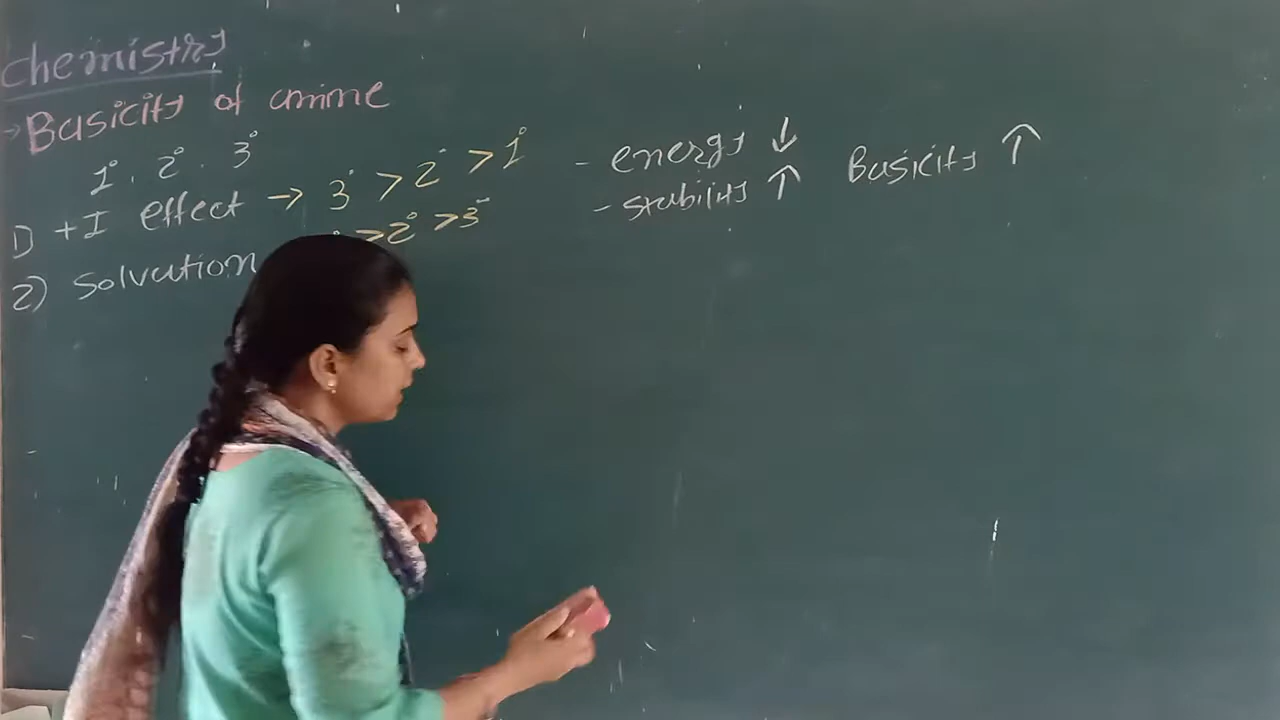 Chemistry
→ Basicity of amine
1°, 2°, 3°
1) +I effect → 3° > 2° > 1°
2) Solvation > 2° > 3°
- energy ↓
- stability ↑
Basicity ↑